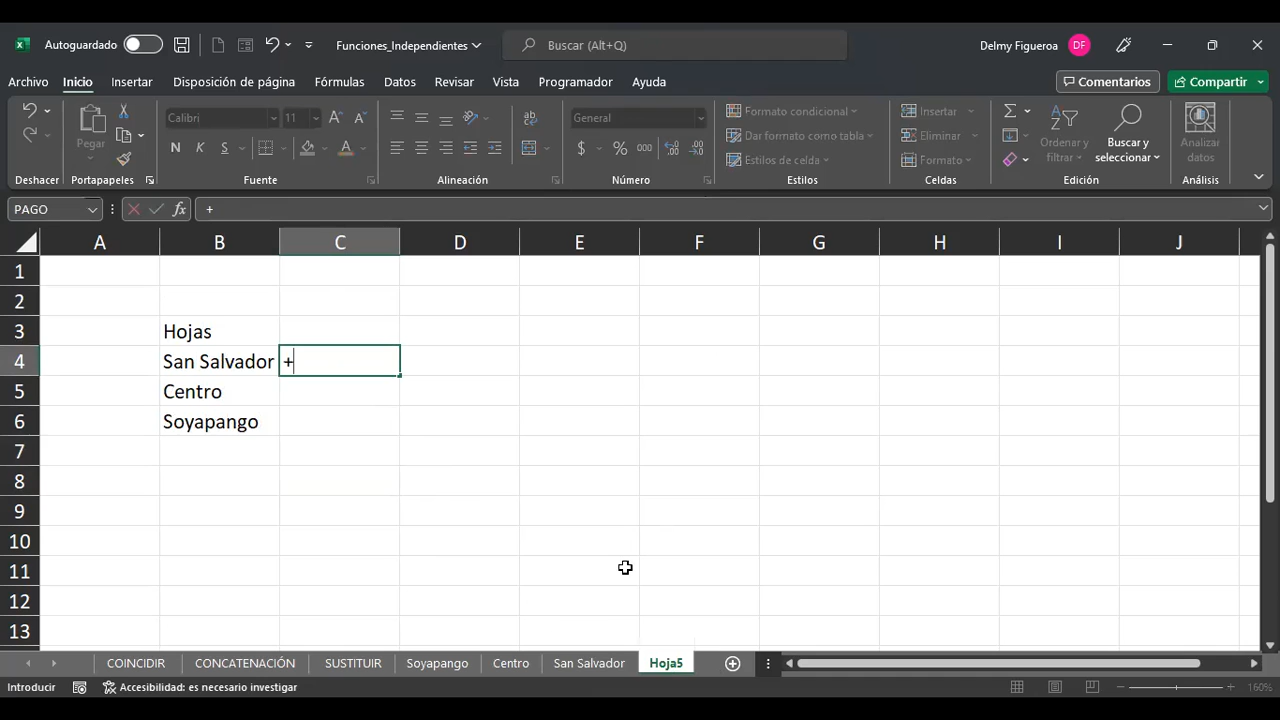 Autoguardado Funciones_Independientes Buscar (Alt+Q) Delmy Figueroa DF
Archivo Inicio Insertar Disposición de página Fórmulas Datos Revisar Vista Programador Ayuda Comentarios Compartir
Pegar Calibri 11 A A General Formato condicional Insertar Ordenar y filtrar Buscar y seleccionar Analizar datos
Dar formato como tabla Eliminar
N K S A $ % 000 Estilos de celda Formato
Deshacer Portapapeles Fuente Alineación Número Estilos Celdas Edición Análisis
PAGO fx +
A B C D E F G H I J
1
2
3 Hojas
4 San Salvador +
5 Centro
6 Soyapango
7
8
9
10
11
12
13
COINCIDIR CONCATENACIÓN SUSTITUIR Soyapango Centro San Salvador Hoja5
Introducir Accesibilidad: es necesario investigar 160%